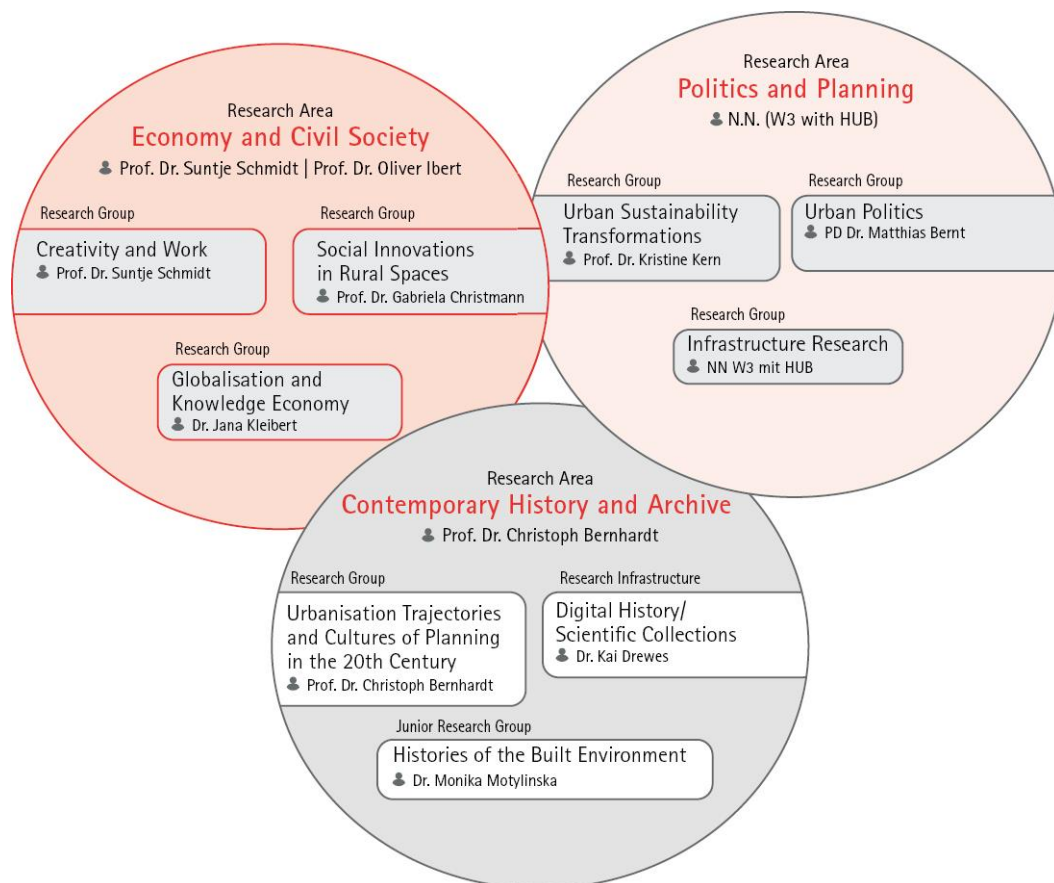 Research Area
Economy and Civil Society
Prof. Dr. Suntje Schmidt | Prof. Dr. Oliver Ibert
Research Group
Creativity and Work
Prof. Dr. Suntje Schmidt
Research Group
Social Innovations
in Rural Spaces
Prof. Dr. Gabriela Christmann
Research Group
Globalisation and
Knowledge Economy
Dr. Jana Kleibert
Research Area
Politics and Planning
N.N. (W3 with HUB)
Research Group
Urban Sustainability
Transformations
Prof. Dr. Kristine Kern
Research Group
Urban Politics
PD Dr. Matthias Bernt
Research Group
Infrastructure Research
NN W3 mit HUB
Research Area
Contemporary History and Archive
Prof. Dr. Christoph Bernhardt
Research Group
Urbanisation Trajectories
and Cultures of Planning
in the 20th Century
Prof. Dr. Christoph Bernhardt
Research Infrastructure
Digital History/
Scientific Collections
Dr. Kai Drewes
Junior Research Group
Histories of the Built Environment
Dr. Monika Motylinska